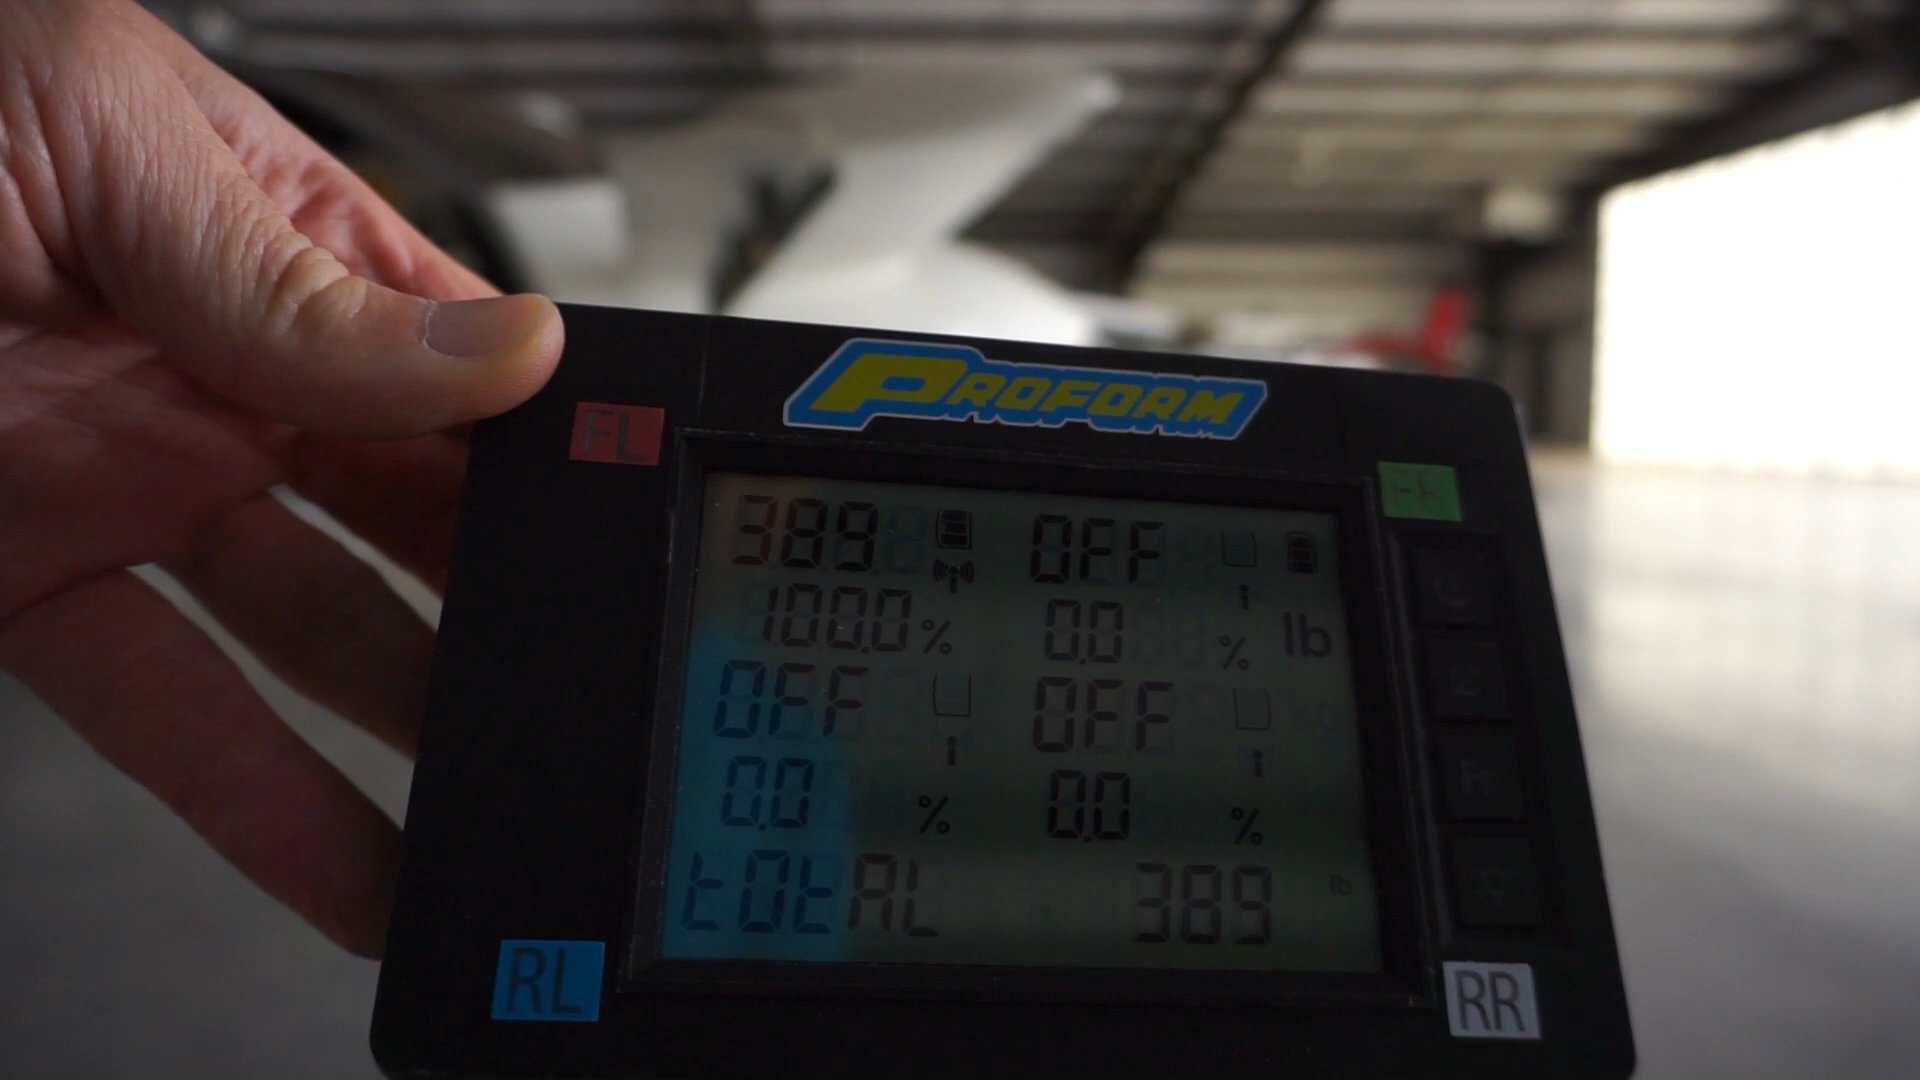 PROFORM
FL
FR
389 OFF
100.0 % 0.0 % lb
OFF OFF
0.0 % 0.0 %
tOtAL 389 lb
RL
RR